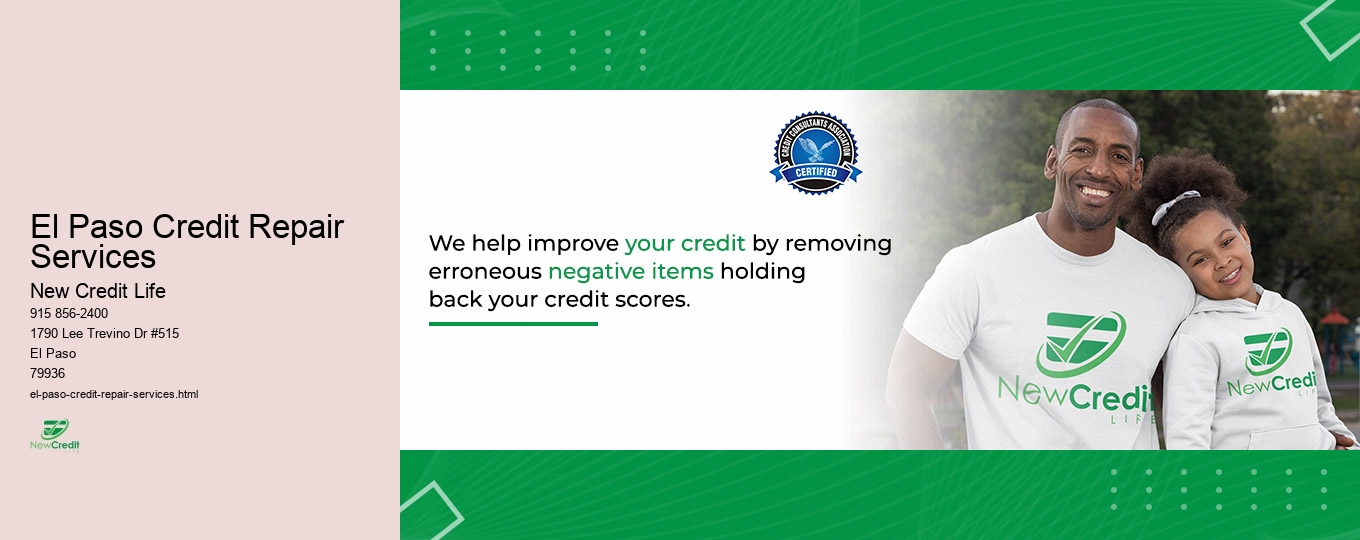 El Paso Credit Repair
Services
New Credit Life
915 856-2400
1790 Lee Trevino Dr #515
El Paso
79936
el-paso-credit-repair-services.html
NewCredit
LIFE
CREDIT CONSULTANTS ASSOCIATION
CERTIFIED
We help improve your credit by removing
erroneous negative items holding
back your credit scores.
NewCredit
LIFE
NewCredi
LIF